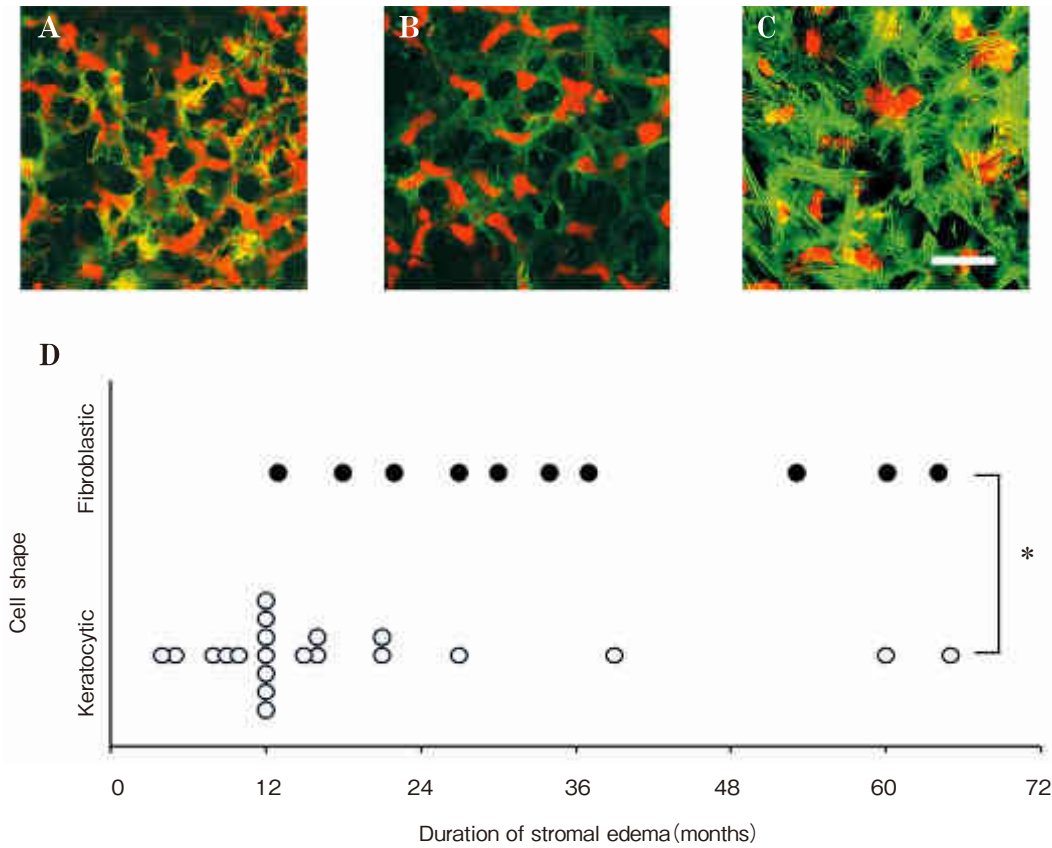 A
B
C
D
Fibroblastic
Keratocytic
Cell shape
*
0 12 24 36 48 60 72
Duration of stromal edema(months)